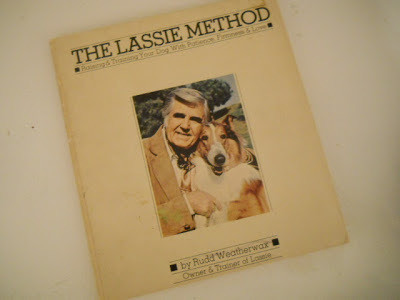 THE LASSIE METHOD
Raising & Training Your Dog With Patience, Firmness & Love
by Rudd Weatherwax
Owner & Trainer of Lassie